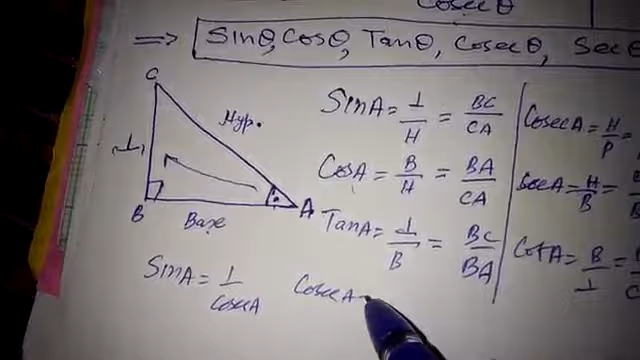 Cosecθ
⇒ Sinθ, Cosθ, Tanθ, Cosecθ, Secθ
C
Hyp.
⊥
B
Base
A
SinA = ⊥/H = BC/CA
CosA = B/H = BA/CA
TanA = ⊥/B = BC/BA
CosecA = H/P =
SecA = H/B =
CotA = B/⊥ =
SinA = 1/CosecA
CosecA =